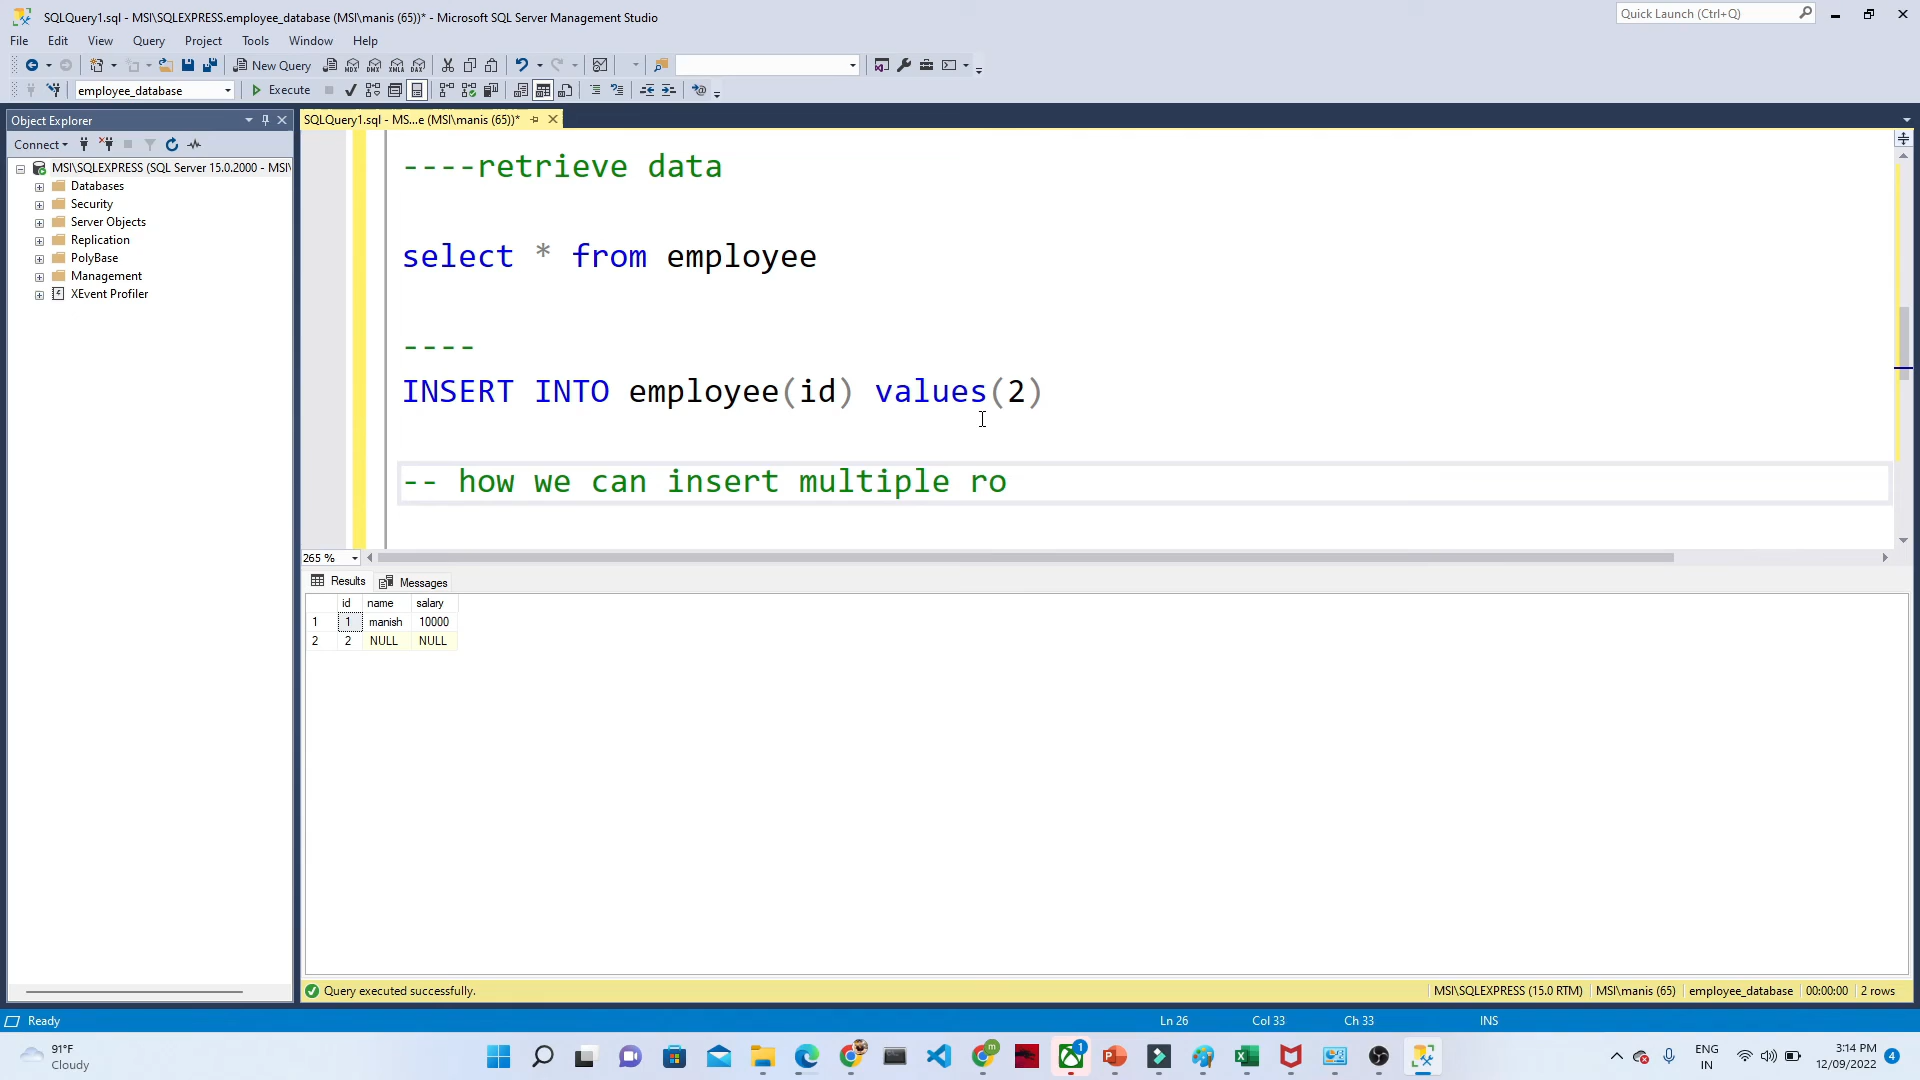 SQLQuery1.sql - MSI\SQLEXPRESS.employee_database (MSI\manis (65))* - Microsoft SQL Server Management Studio
Quick Launch (Ctrl+Q)
File Edit View Query Project Tools Window Help
New Query
employee_database Execute
Object Explorer
Connect
MSI\SQLEXPRESS (SQL Server 15.0.2000 - MSI\
Databases
Security
Server Objects
Replication
PolyBase
Management
XEvent Profiler
SQLQuery1.sql - MS...e (MSI\manis (65))*
----retrieve data
select * from employee
----
INSERT INTO employee(id) values(2)
-- how we can insert multiple ro
265 %
Results Messages
id name salary
1 1 manish 10000
2 2 NULL NULL
Query executed successfully.
MSI\SQLEXPRESS (15.0 RTM) MSI\manis (65) employee_database 00:00:00 2 rows
Ready Ln 26 Col 33 Ch 33 INS
91°F
Cloudy
1
m
ENG
IN
3:14 PM
12/09/2022
4